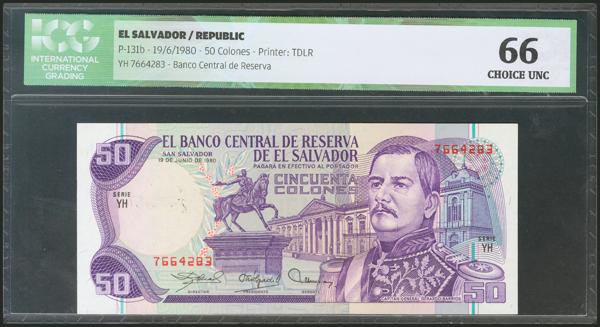 ICG
INTERNATIONAL
CURRENCY
GRADING
EL SALVADOR / REPUBLIC
P-131b - 19/6/1980 - 50 Colones - Printer: TDLR
YH 7664283 - Banco Central de Reserva
66
CHOICE UNC
50
EL BANCO CENTRAL DE RESERVA
SAN SALVADOR
DE EL SALVADOR
19 DE JUNIO DE 1980
PAGARA EN EFECTIVO AL PORTADOR
7664283
CINCUENTA
COLONES
SERIE
YH
SERIE
YH
7664283
50
DIRECTOR
PRESIDENTE
GERENTE
CAPITAN GENERAL GERARDO BARRIOS
50